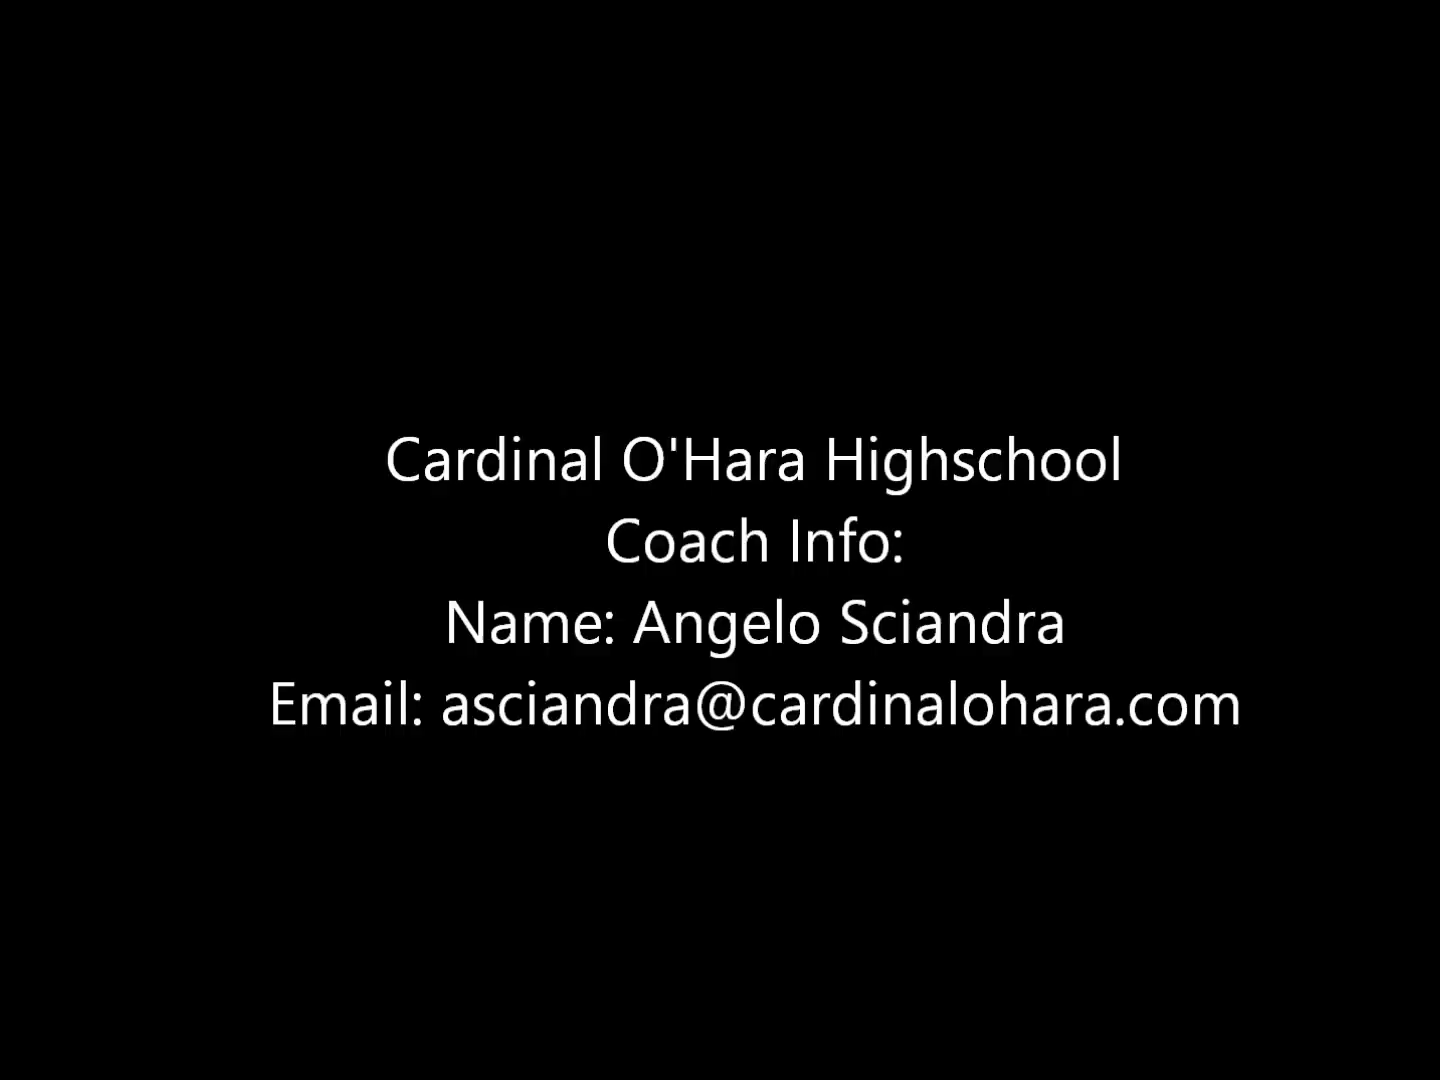 Cardinal O'Hara Highschool
Coach Info:
Name: Angelo Sciandra
Email: asciandra@cardinalohara.com